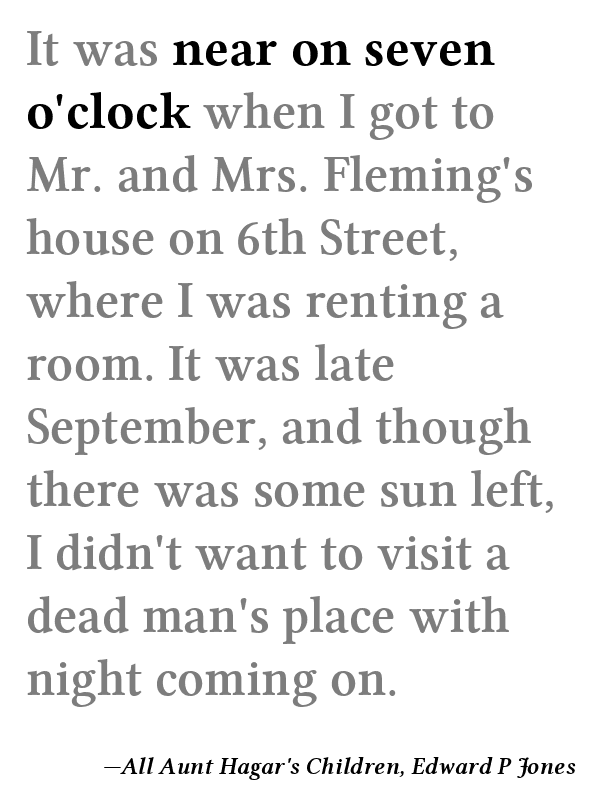 It was near on seven
o'clock when I got to
Mr. and Mrs. Fleming's
house on 6th Street,
where I was renting a
room. It was late
September, and though
there was some sun left,
I didn't want to visit a
dead man's place with
night coming on.
—All Aunt Hagar's Children, Edward P Jones